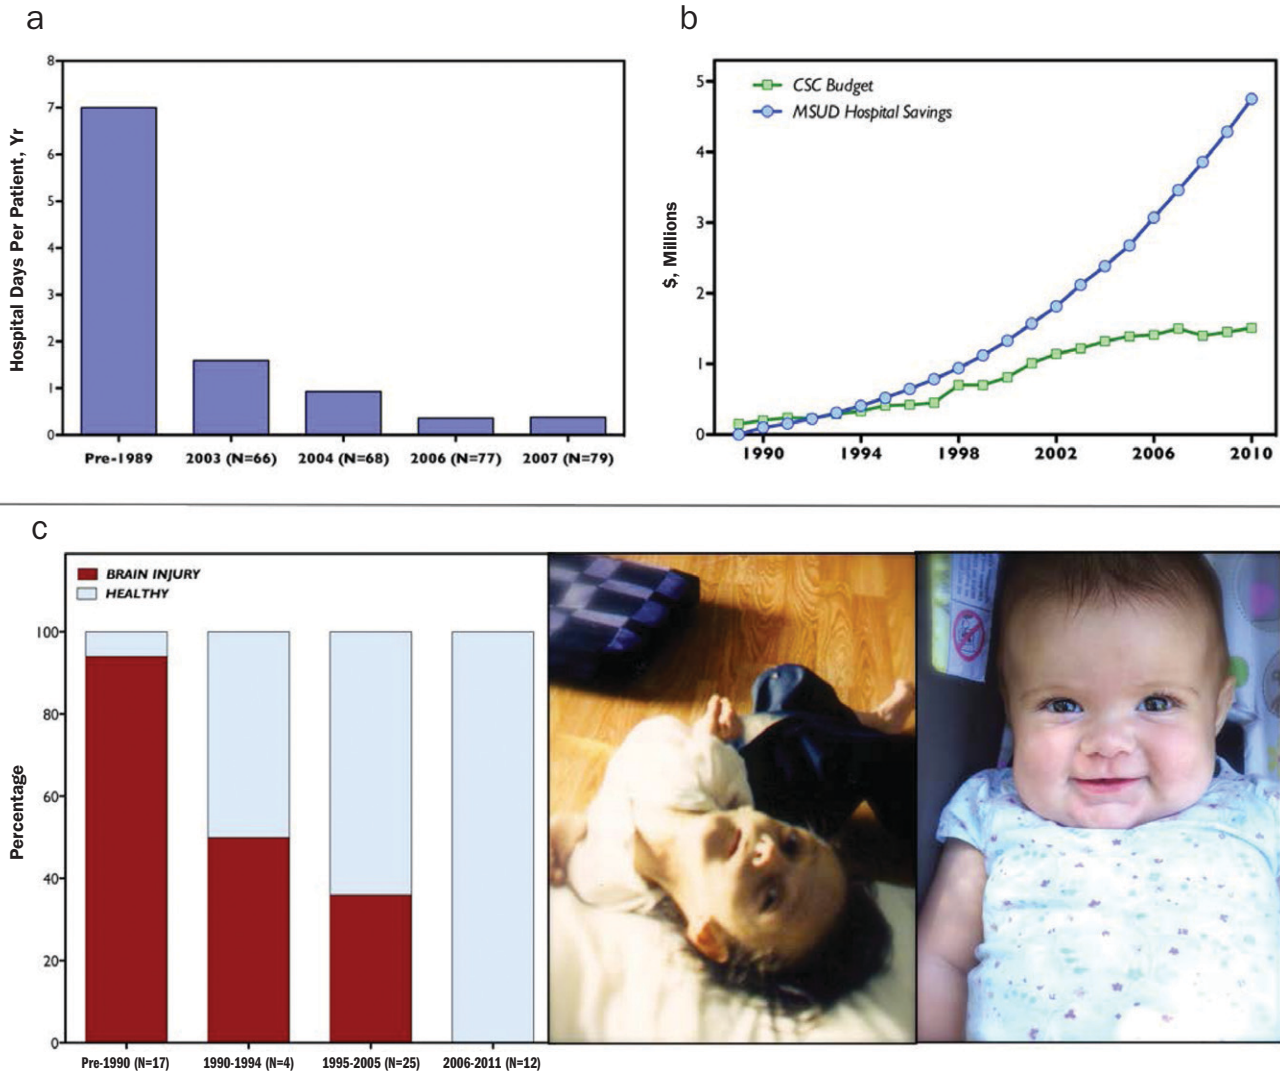 a
8
7
6
5
4
3
2
1
0
Hospital Days Per Patient, Yr
Pre-1989
2003 (N=66)
2004 (N=68)
2006 (N=77)
2007 (N=79)
b
CSC Budget
MSUD Hospital Savings
5
4
3
2
1
0
$, Millions
1990
1994
1998
2002
2006
2010
c
BRAIN INJURY
HEALTHY
100
80
60
40
20
0
Percentage
Pre-1990 (N=17)
1990-1994 (N=4)
1995-2005 (N=25)
2006-2011 (N=12)